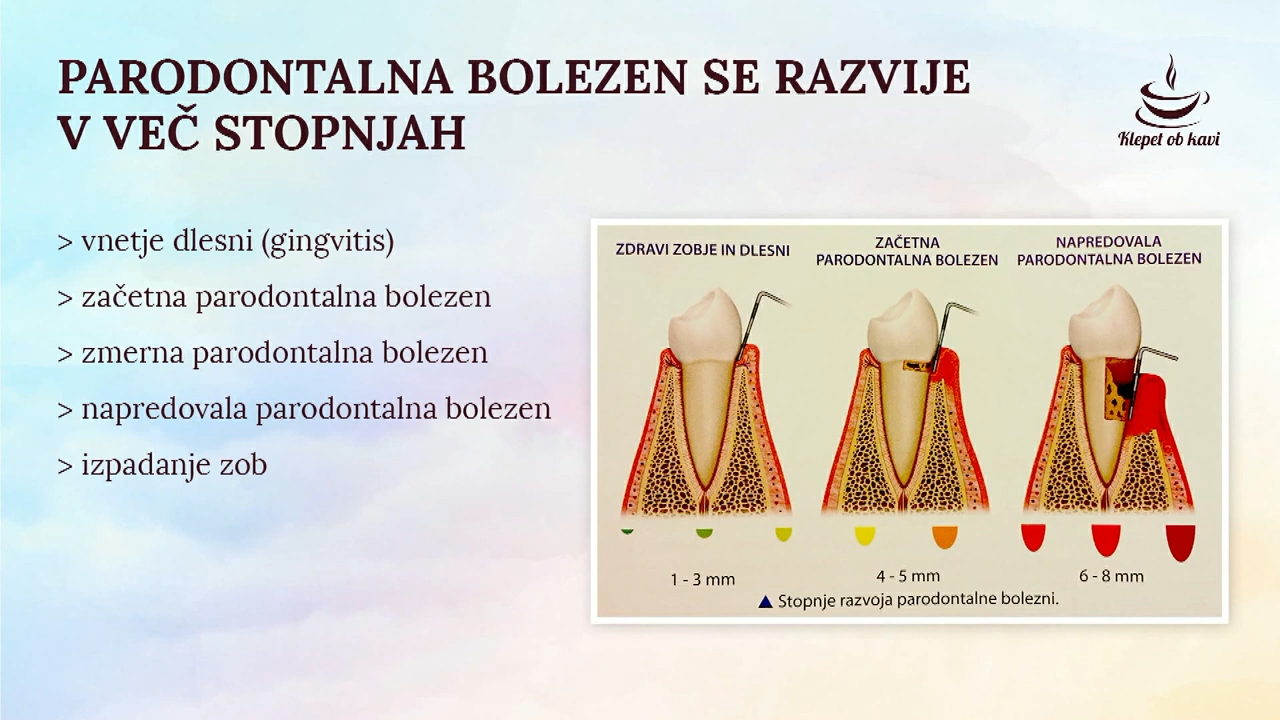 PARODONTALNA BOLEZEN SE RAZVIJE
V VEČ STOPNJAH
Klepet ob kavi
> vnetje dlesni (gingvitis)
> začetna parodontalna bolezen
> zmerna parodontalna bolezen
> napredovala parodontalna bolezen
> izpadanje zob
ZDRAVI ZOBJE IN DLESNI
ZAČETNA
PARODONTALNA BOLEZEN
NAPREDOVALA
PARODONTALNA BOLEZEN
1 - 3 mm
4 - 5 mm
6 - 8 mm
▲ Stopnje razvoja parodontalne bolezni.